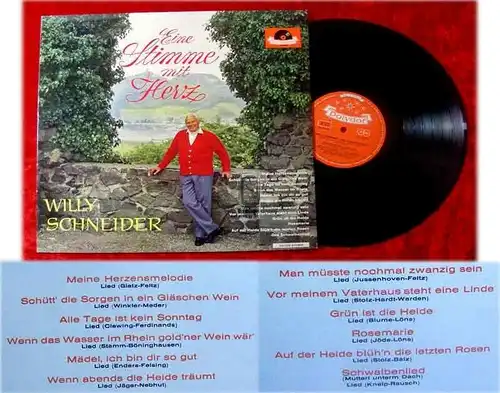 Eine
Stimme
mit
Herz
WILLY
SCHNEIDER
Polydor
Meine Herzensmelodie
Lied (Gietz-Feltz)
Schütt' die Sorgen in ein Gläschen Wein
Lied (Winkler-Meder)
Alle Tage ist kein Sonntag
Lied (Clewing-Ferdinands)
Wenn das Wasser im Rhein gold'ner Wein wär'
Lied (Stamm-Böninghausen)
Mädel, ich bin dir so gut
Lied (Enders-Felsing)
Wenn abends die Heide träumt
Lied (Jäger-Nebhut)
Man müsste nochmal zwanzig sein
Lied (Jussenhoven-Feltz)
Vor meinem Vaterhaus steht eine Linde
Lied (Stolz-Hardt-Warden)
Grün ist die Heide
Lied (Blume-Löns)
Rosemarie
Lied (Jöde-Löns)
Auf der Heide blüh'n die letzten Rosen
Lied (Stolz-Balz)
Schwalbenlied
(Mutterl unterm Dach)
Lied (Kneip-Rausch)